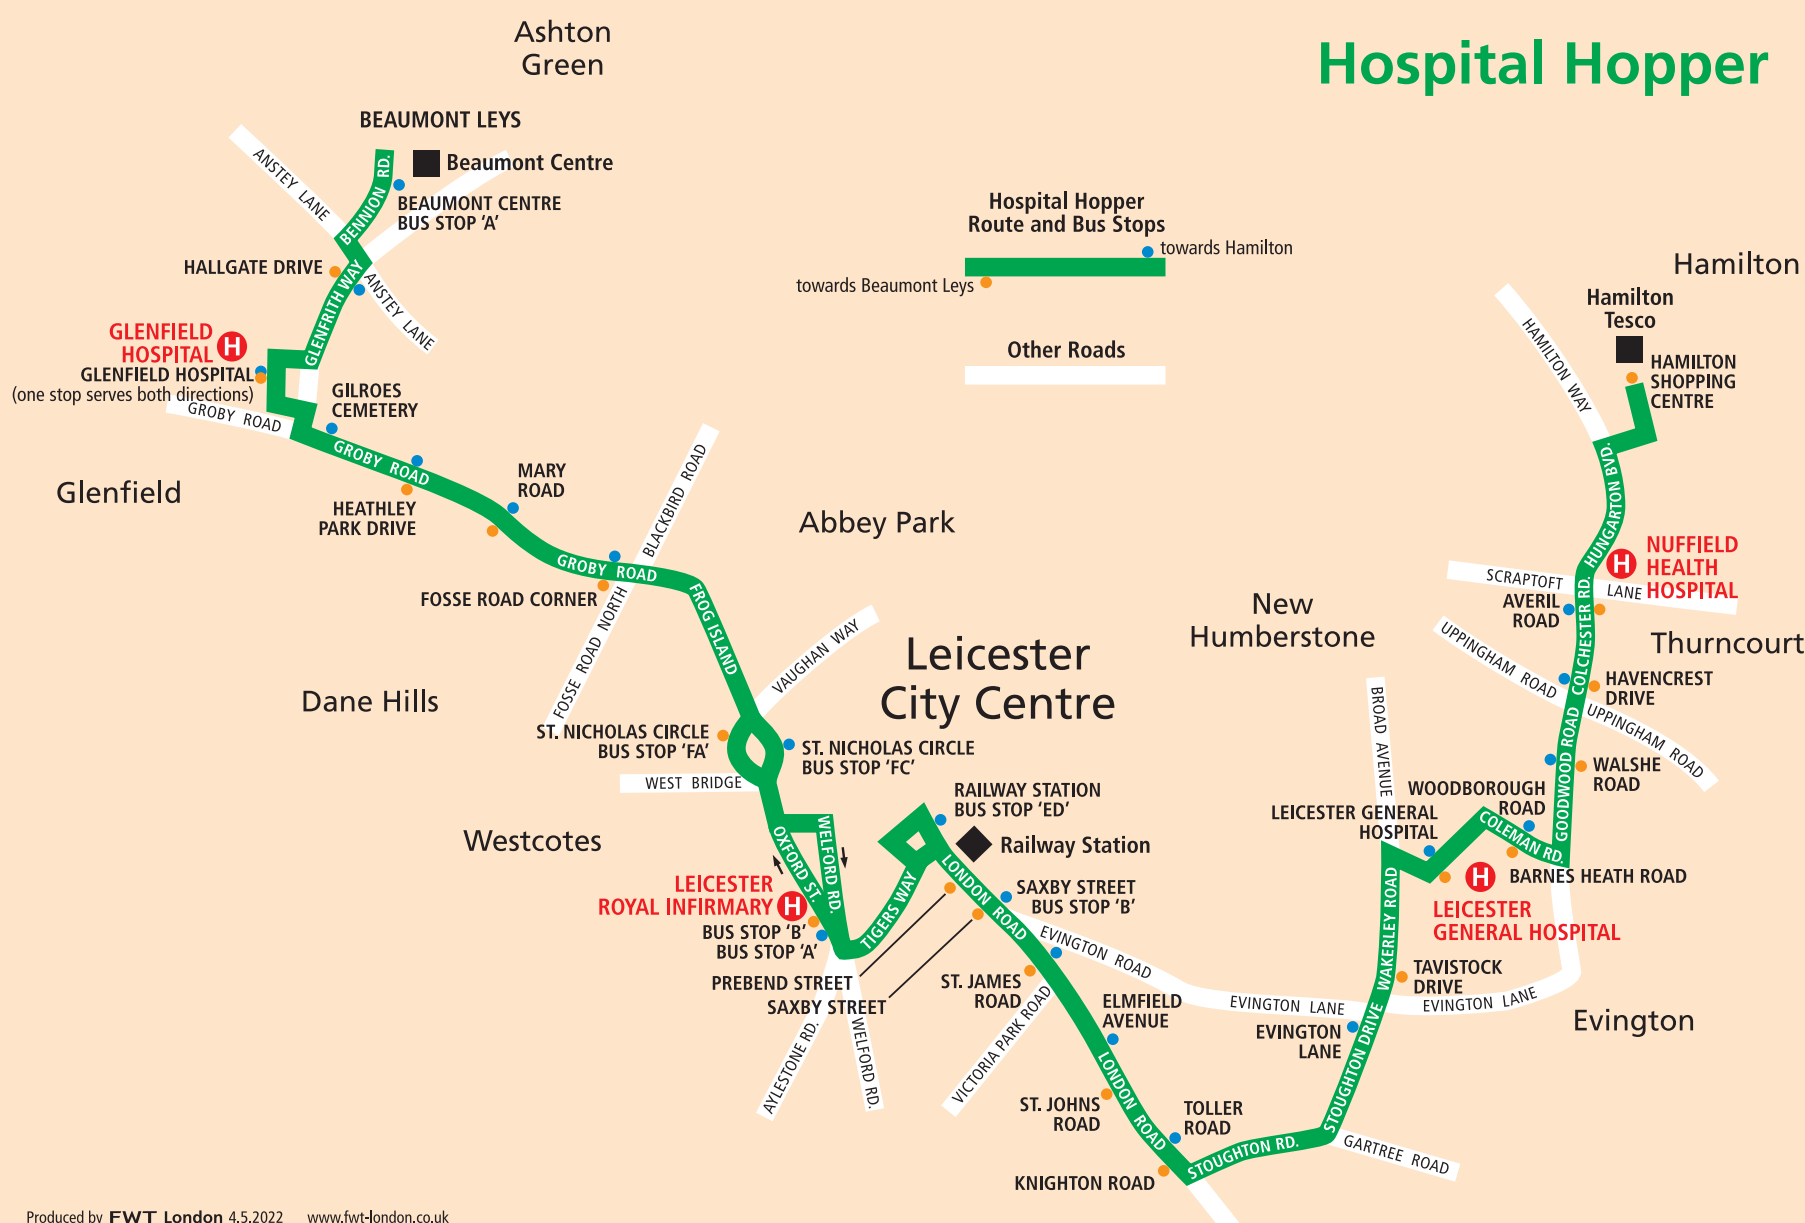 Hospital Hopper
Ashton
Green
BEAUMONT LEYS
Beaumont Centre
BEAUMONT CENTRE
BUS STOP ‘A’
ANSTEY LANE
BENNION RD.
HALLGATE DRIVE
GLENFRITH WAY
ANSTEY LANE
GLENFIELD
HOSPITAL
H
GLENFIELD HOSPITAL
(one stop serves both directions)
GROBY ROAD
GILROES
CEMETERY
GROBY ROAD
Glenfield
HEATHLEY
PARK DRIVE
MARY
ROAD
GROBY ROAD
FOSSE ROAD CORNER
BLACKBIRD ROAD
FOSSE ROAD NORTH
Abbey Park
FROG ISLAND
VAUGHAN WAY
Dane Hills
Hospital Hopper
Route and Bus Stops
towards Hamilton
towards Beaumont Leys
Other Roads
Leicester
City Centre
ST. NICHOLAS CIRCLE
BUS STOP ‘FA’
ST. NICHOLAS CIRCLE
BUS STOP ‘FC’
WEST BRIDGE
Westcotes
OXFORD ST.
WELFORD RD.
LEICESTER
ROYAL INFIRMARY
H
BUS STOP ‘B’
BUS STOP ‘A’
TIGERS WAY
RAILWAY STATION
BUS STOP ‘ED’
Railway Station
LONDON ROAD
SAXBY STREET
BUS STOP ‘B’
PREBEND STREET
SAXBY STREET
AYLESTONE RD.
WELFORD RD.
EVINGTON ROAD
ST. JAMES
ROAD
VICTORIA PARK ROAD
ELMFIELD
AVENUE
LONDON ROAD
ST. JOHNS
ROAD
TOLLER
ROAD
KNIGHTON ROAD
STOUGHTON RD.
GARTREE ROAD
STOUGHTON DRIVE
EVINGTON LANE
EVINGTON
LANE
EVINGTON LANE
Evington
TAVISTOCK
DRIVE
WAKERLEY ROAD
BROAD AVENUE
LEICESTER GENERAL
HOSPITAL
H
LEICESTER
GENERAL HOSPITAL
BARNES HEATH ROAD
COLEMAN RD.
WOODBOROUGH
ROAD
GOODWOOD ROAD
WALSHE
ROAD
UPPINGHAM ROAD
UPPINGHAM ROAD
HAVENCREST
DRIVE
COLCHESTER RD.
Thurncourt
New
Humberstone
AVERIL
ROAD
SCRAPTOFT
LANE
H
NUFFIELD
HEALTH
HOSPITAL
HUNGARTON BVD.
HAMILTON WAY
HAMILTON
SHOPPING
CENTRE
Hamilton
Tesco
Hamilton
Produced by FWT London 4.5.2022 www.fwt-london.co.uk